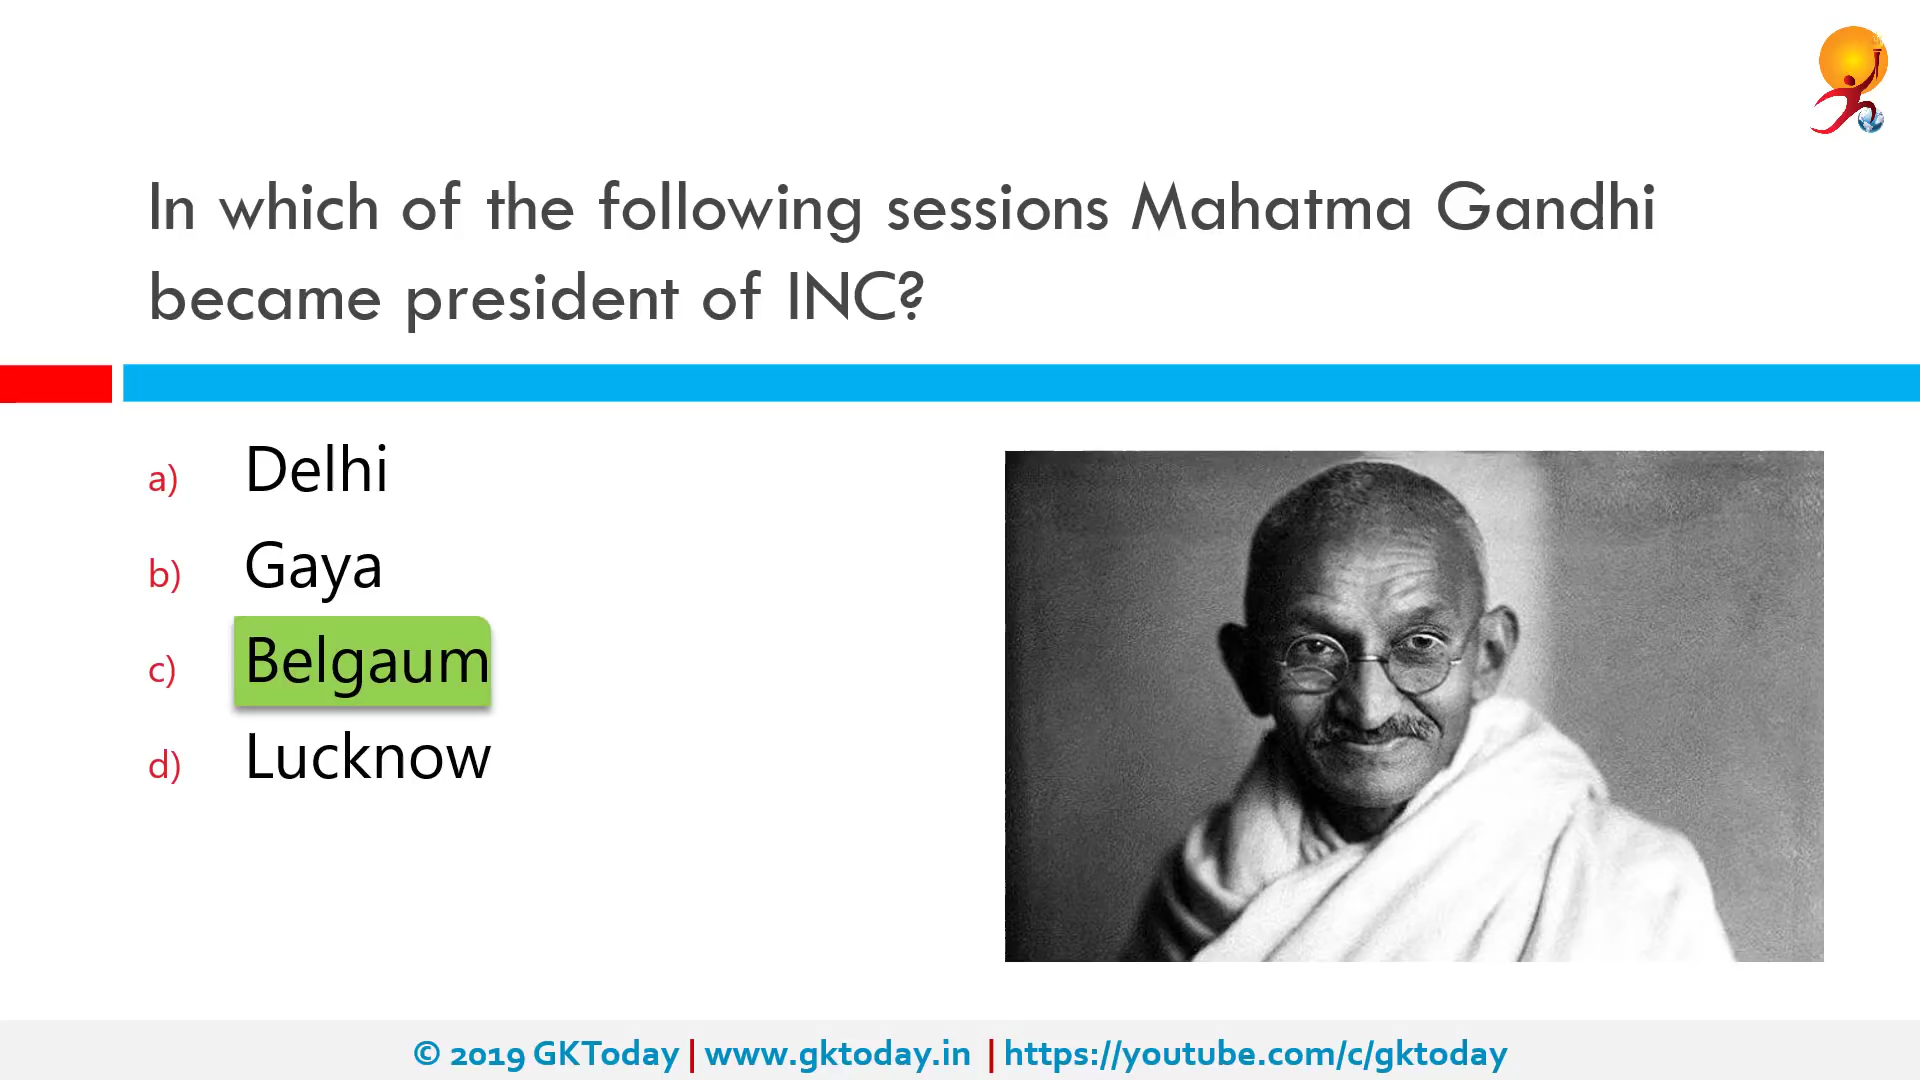 In which of the following sessions Mahatma Gandhi
became president of INC?
a) Delhi
b) Gaya
c) Belgaum
d) Lucknow
© 2019 GKToday | www.gktoday.in | https://youtube.com/c/gktoday